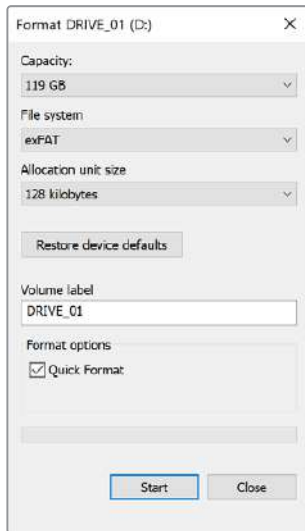 Format DRIVE_01 (D:)
Capacity:
119 GB
File system
exFAT
Allocation unit size
128 kilobytes
Restore device defaults
Volume label
DRIVE_01
Format options
Quick Format
Start Close